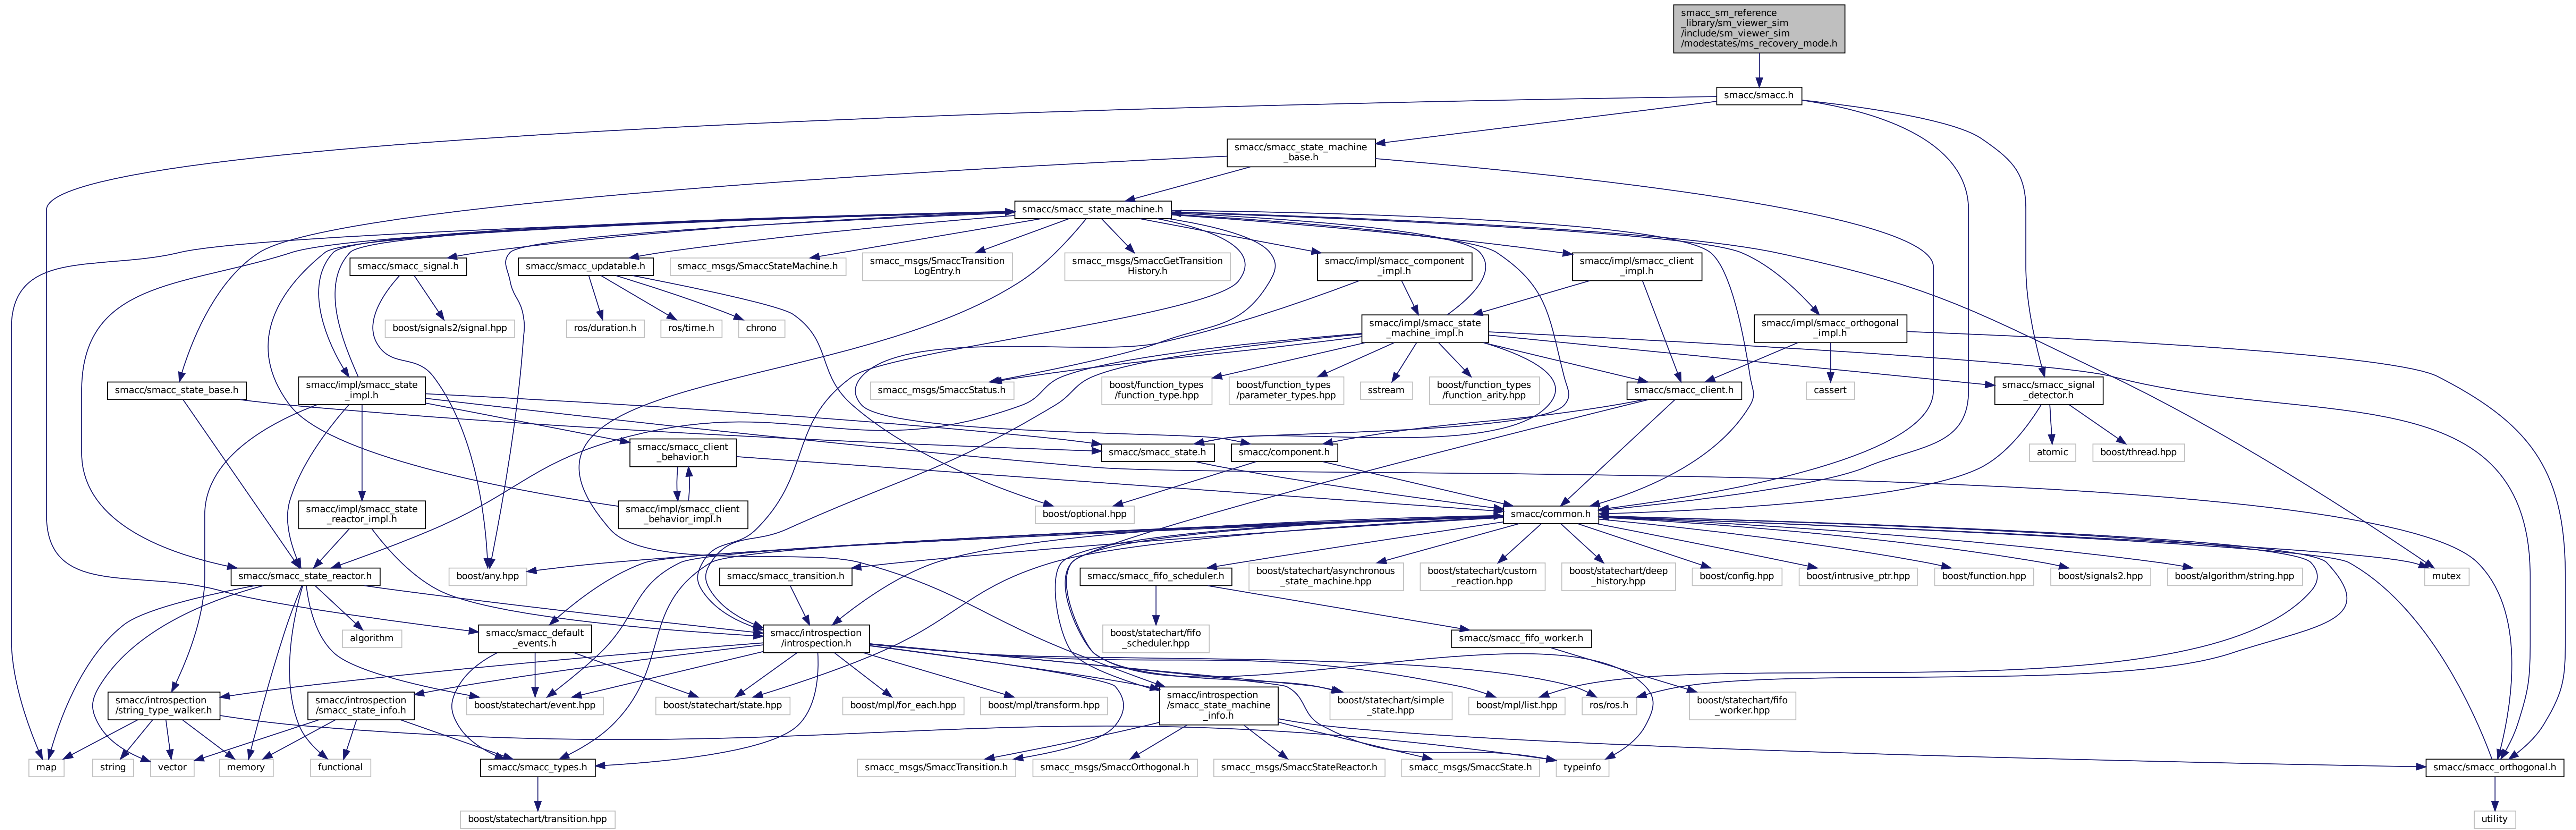 smacc_sm_reference
_library/sm_viewer_sim
/include/sm_viewer_sim
/modestates/ms_recovery_mode.h
smacc/smacc.h
smacc/smacc_state_machine
_base.h
smacc/smacc_state_machine.h
smacc/smacc_signal.h
smacc/smacc_updatable.h
smacc_msgs/SmaccStateMachine.h
smacc_msgs/SmaccTransition
LogEntry.h
smacc_msgs/SmaccGetTransition
History.h
smacc/impl/smacc_component
_impl.h
smacc/impl/smacc_client
_impl.h
boost/signals2/signal.hpp
ros/duration.h
ros/time.h
chrono
smacc/impl/smacc_state
_machine_impl.h
smacc/impl/smacc_orthogonal
_impl.h
smacc/smacc_state_base.h
smacc/impl/smacc_state
_impl.h
smacc_msgs/SmaccStatus.h
boost/function_types
/function_type.hpp
boost/function_types
/parameter_types.hpp
sstream
boost/function_types
/function_arity.hpp
smacc/smacc_client.h
cassert
smacc/smacc_signal
_detector.h
smacc/smacc_client
_behavior.h
smacc/smacc_state.h
smacc/component.h
atomic
boost/thread.hpp
smacc/impl/smacc_state
_reactor_impl.h
smacc/impl/smacc_client
_behavior_impl.h
boost/optional.hpp
smacc/common.h
smacc/smacc_state_reactor.h
boost/any.hpp
smacc/smacc_transition.h
smacc/smacc_fifo_scheduler.h
boost/statechart/asynchronous
_state_machine.hpp
boost/statechart/custom
_reaction.hpp
boost/statechart/deep
_history.hpp
boost/config.hpp
boost/intrusive_ptr.hpp
boost/function.hpp
boost/signals2.hpp
boost/algorithm/string.hpp
mutex
algorithm
smacc/smacc_default
_events.h
smacc/introspection
/introspection.h
boost/statechart/fifo
_scheduler.hpp
smacc/smacc_fifo_worker.h
smacc/introspection
/string_type_walker.h
smacc/introspection
/smacc_state_info.h
boost/statechart/event.hpp
boost/statechart/state.hpp
boost/mpl/for_each.hpp
boost/mpl/transform.hpp
smacc/introspection
/smacc_state_machine
_info.h
boost/statechart/simple
_state.hpp
boost/mpl/list.hpp
ros/ros.h
boost/statechart/fifo
_worker.hpp
map
string
vector
memory
functional
smacc/smacc_types.h
smacc_msgs/SmaccTransition.h
smacc_msgs/SmaccOrthogonal.h
smacc_msgs/SmaccStateReactor.h
smacc_msgs/SmaccState.h
typeinfo
smacc/smacc_orthogonal.h
boost/statechart/transition.hpp
utility